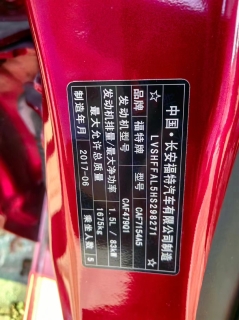 中国·长安福特汽车有限公司制造
LVSHFFAL5HS298271
品牌 福特牌 型号 CAF7154A5
发动机型号 CAF479Q1
发动机排量/最大净功率 1.5L/ 83kW
最大允许总质量 1675kg
制造年月 2017-06 乘坐人数 5